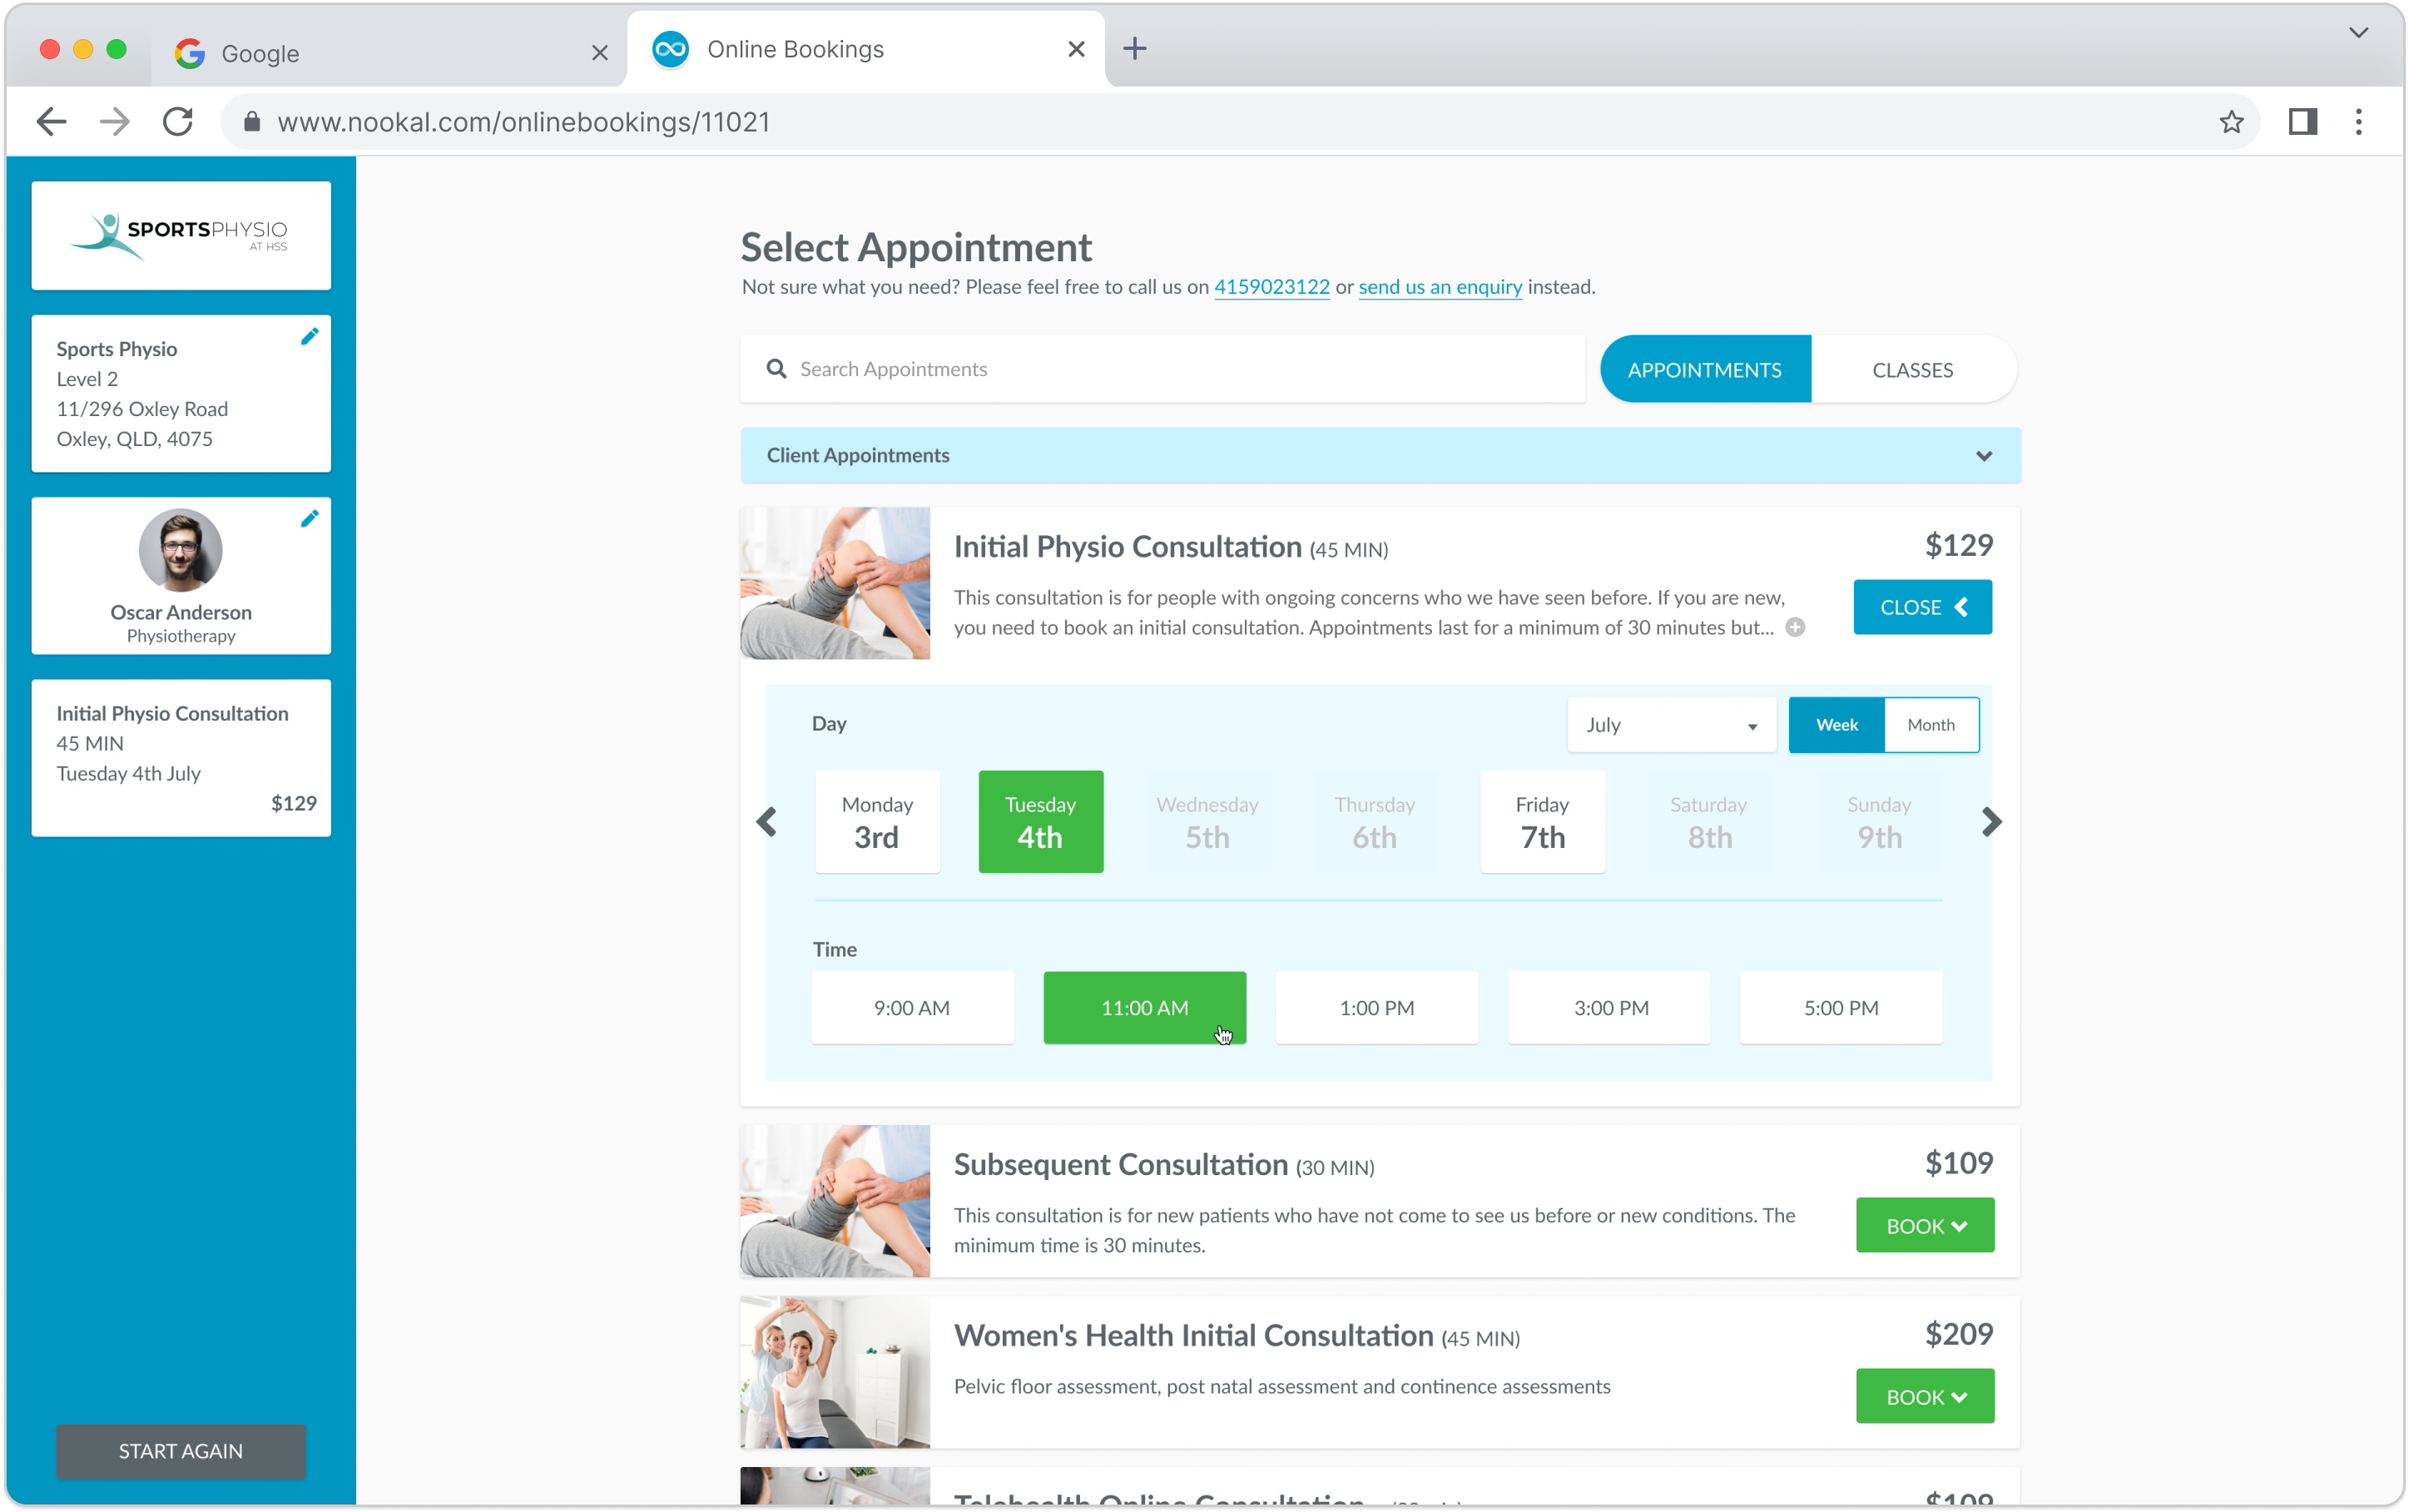 Google
Online Bookings
www.nookal.com/onlinebookings/11021
SPORTSPHYSIO
AT HSS
Sports Physio
Level 2
11/296 Oxley Road
Oxley, QLD, 4075
Oscar Anderson
Physiotherapy
Initial Physio Consultation
45 MIN
Tuesday 4th July
$129
START AGAIN
Select Appointment
Not sure what you need? Please feel free to call us on 4159023122 or send us an enquiry instead.
Search Appointments
APPOINTMENTS CLASSES
Client Appointments
Initial Physio Consultation (45 MIN) $129
This consultation is for people with ongoing concerns who we have seen before. If you are new,
you need to book an initial consultation. Appointments last for a minimum of 30 minutes but...
CLOSE
Day July Week Month
Monday Tuesday Wednesday Thursday Friday Saturday Sunday
3rd 4th 5th 6th 7th 8th 9th
Time
9:00 AM 11:00 AM 1:00 PM 3:00 PM 5:00 PM
Subsequent Consultation (30 MIN) $109
This consultation is for new patients who have not come to see us before or new conditions. The
minimum time is 30 minutes.
BOOK
Women's Health Initial Consultation (45 MIN) $209
Pelvic floor assessment, post natal assessment and continence assessments
BOOK
Telehealth Online Consultation $109